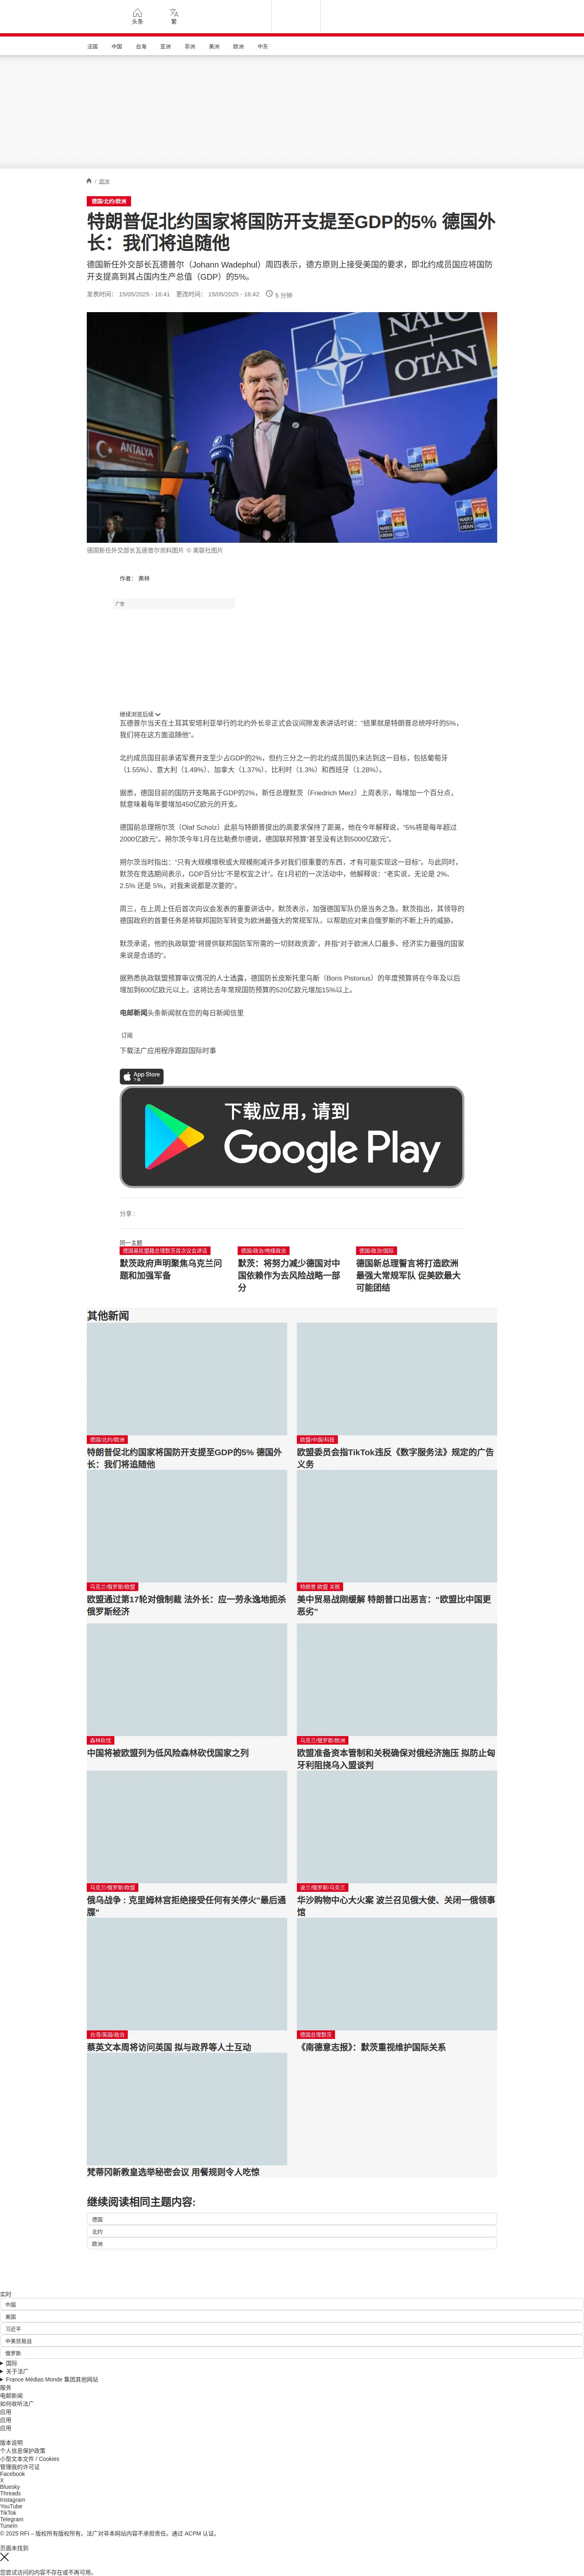 头条
繁
法国
中国
台海
亚洲
非洲
美洲
欧洲
中东
/ 欧洲
德国/北约/欧洲
特朗普促北约国家将国防开支提至GDP的5% 德国外
长：我们将追随他
德国新任外交部长瓦德普尔（Johann Wadephul）周四表示，德方原则上接受美国的要求，即北约成员国应将国防
开支提高到其占国内生产总值（GDP）的5%。
发表时间： 15/05/2025 - 16:41 更改时间： 15/05/2025 - 16:42 5 分钟
NATO
OTAN
ANTALYA
NATO
OTAN
德国新任外交部长瓦德普尔资料图片 © 美联社图片
作者： 弗林
广告
继续浏览后续
瓦德普尔当天在土耳其安塔利亚举行的北约外长非正式会议间隙发表讲话时说：“结果就是特朗普总统呼吁的5%，
我们将在这方面追随他”。
北约成员国目前承诺军费开支至少占GDP的2%，但约三分之一的北约成员国仍未达到这一目标，包括葡萄牙
（1.55%）、意大利（1.49%）、加拿大（1.37%）、比利时（1.3%）和西班牙（1.28%）。
据悉，德国目前的国防开支略高于GDP的2%，新任总理默茨（Friedrich Merz）上周表示，每增加一个百分点，
就意味着每年要增加450亿欧元的开支。
德国前总理朔尔茨（Olaf Scholz）此前与特朗普提出的高要求保持了距离，他在今年解释说，“5%将是每年超过
2000亿欧元”。朔尔茨今年1月在比勒费尔德说，德国联邦预算“甚至没有达到5000亿欧元”。
朔尔茨当时指出：“只有大规模增税或大规模削减许多对我们很重要的东西，才有可能实现这一目标”。与此同时，
默茨在竞选期间表示，GDP百分比“不是权宜之计”。在1月初的一次活动中，他解释说：“老实说，无论是 2%、
2.5% 还是 5%，对我来说都是次要的”。
周三，在上周上任后首次向议会发表的重要讲话中，默茨表示，加强德国军队仍是当务之急。默茨指出，其领导的
德国政府的首要任务是将联邦国防军转变为欧洲最强大的常规军队，以帮助应对来自俄罗斯的不断上升的威胁。
默茨承诺，他的执政联盟“将提供联邦国防军所需的一切财政资源”，并指“对于欧洲人口最多、经济实力最强的国家
来说是合适的”。
据熟悉执政联盟预算审议情况的人士透露，德国防长皮斯托里乌斯（Boris Pistorius）的年度预算将在今年及以后
增加到600亿欧元以上。这将比去年常规国防预算的520亿欧元增加15%以上。
电邮新闻头条新闻就在您的每日新闻信里
订阅
下载法广应用程序跟踪国际时事
App Store
下载
下载应用，请到
Google Play
分享 :
同一主题
德国基民盟籍总理默茨首次议会讲话
默茨政府声明聚焦乌克兰问
题和加强军备
德国/政治/地缘政治
默茨：将努力减少德国对中
国依赖作为去风险战略一部
分
德国/政治/国际
德国新总理誓言将打造欧洲
最强大常规军队 促美欧最大
可能团结
其他新闻
德国/北约/欧洲
特朗普促北约国家将国防开支提至GDP的5% 德国外
长：我们将追随他
欧盟/中国/科技
欧盟委员会指TikTok违反《数字服务法》规定的广告
义务
乌克兰/俄罗斯/欧盟
欧盟通过第17轮对俄制裁 法外长：应一劳永逸地扼杀
俄罗斯经济
特朗普 欧盟 关税
美中贸易战刚缓解 特朗普口出恶言：“欧盟比中国更
恶劣”
森林砍伐
中国将被欧盟列为低风险森林砍伐国家之列
乌克兰/俄罗斯/欧洲
欧盟准备资本管制和关税确保对俄经济施压 拟防止匈
牙利阻挠乌入盟谈判
乌克兰/俄罗斯/欧盟
俄乌战争 : 克里姆林宫拒绝接受任何有关停火"最后通
牒"
波兰/俄罗斯/乌克兰
华沙购物中心大火案 波兰召见俄大使、关闭一俄领事
馆
台湾/英国/政治
蔡英文本周将访问英国 拟与政界等人士互动
德国总理默茨
《南德意志报》：默茨重视维护国际关系
梵蒂冈新教皇选举秘密会议 用餐规则令人吃惊
继续阅读相同主题内容:
德国
北约
欧洲
实时
中国
美国
习近平
中美贸易战
俄罗斯
国际
关于法广
France Médias Monde 集团其他网站
服务
电邮新闻
如何收听法广
应用
应用
应用
版本说明
个人信息保护政策
小型文本文件 / Cookies
管理我的许可证
Facebook
X
Bluesky
Threads
Instagram
YouTube
TikTok
Telegram
TuneIn
© 2025 RFI – 版权所有版权所有。法广对非本网站内容不承担责任。通过 ACPM 认证。
页面未找到
您尝试访问的内容不存在或不再可用。